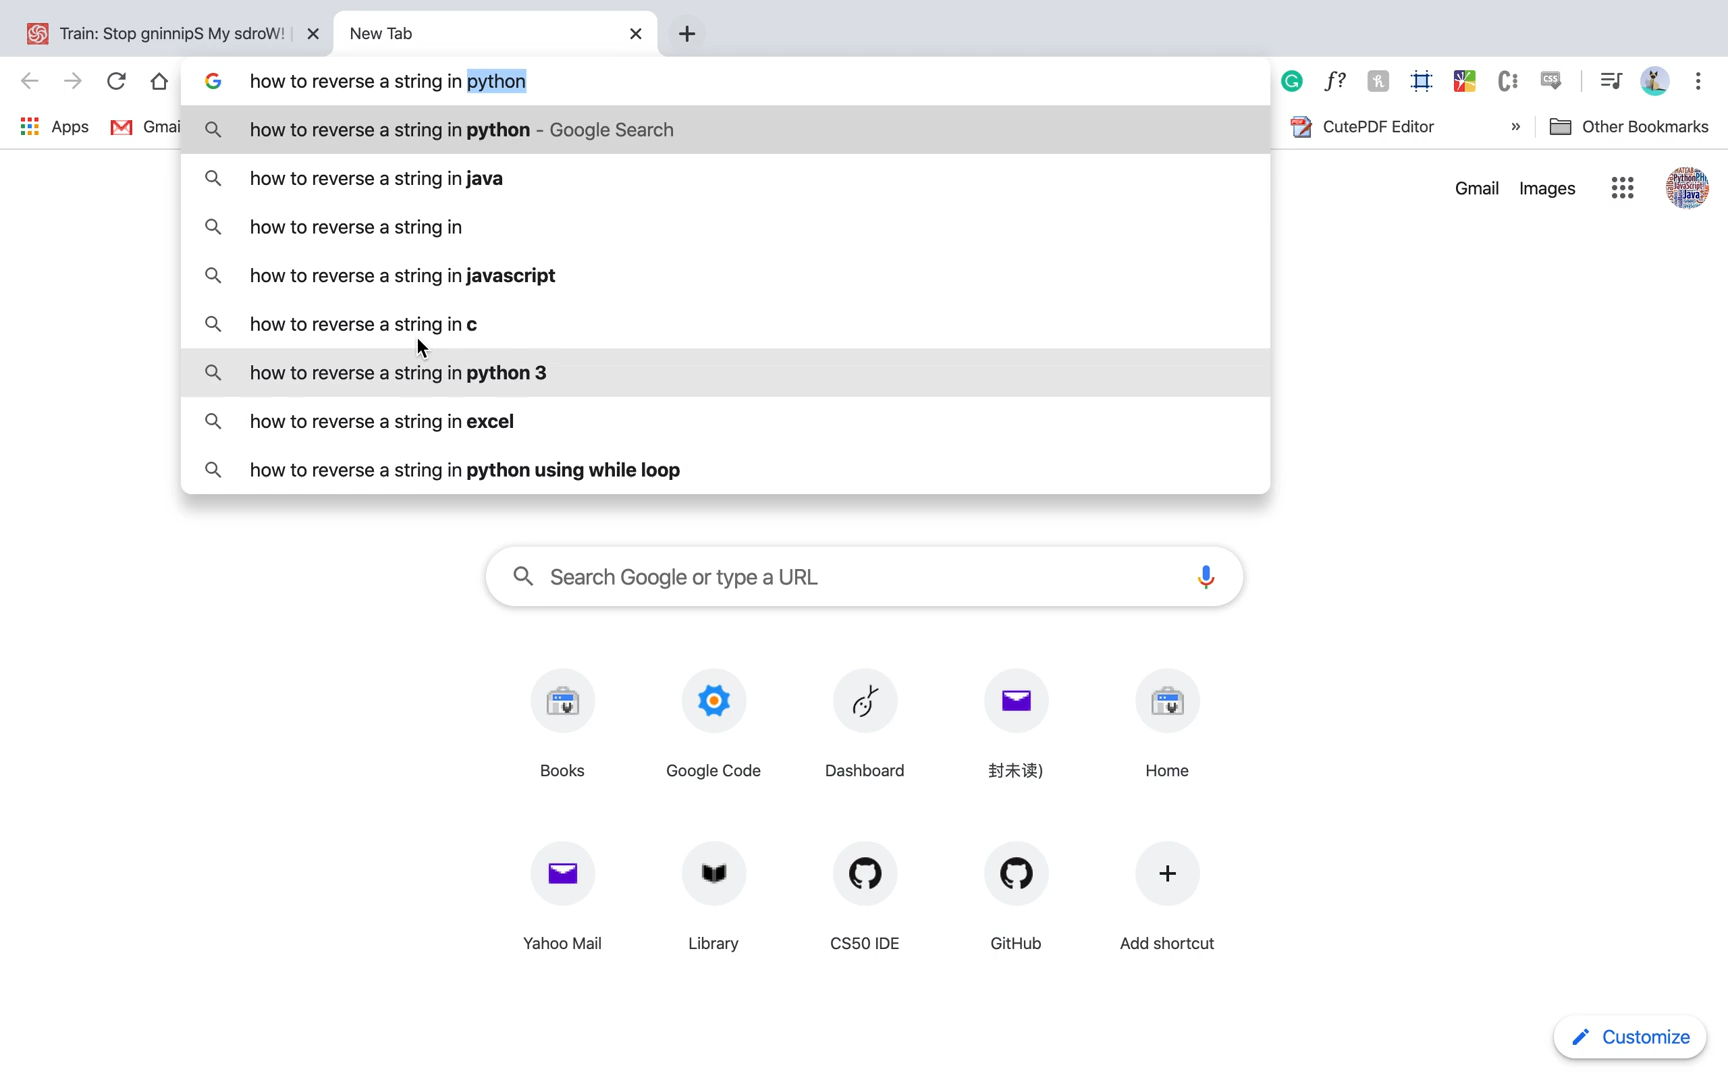 Train: Stop gninnipS My sdroW!
New Tab
how to reverse a string in python
Apps
Gmai
CutePDF Editor
»
Other Bookmarks
how to reverse a string in python - Google Search
how to reverse a string in java
how to reverse a string in
how to reverse a string in javascript
how to reverse a string in c
how to reverse a string in python 3
how to reverse a string in excel
how to reverse a string in python using while loop
Gmail Images
Search Google or type a URL
Books Google Code Dashboard 封未读) Home
Yahoo Mail Library CS50 IDE GitHub Add shortcut
Customize